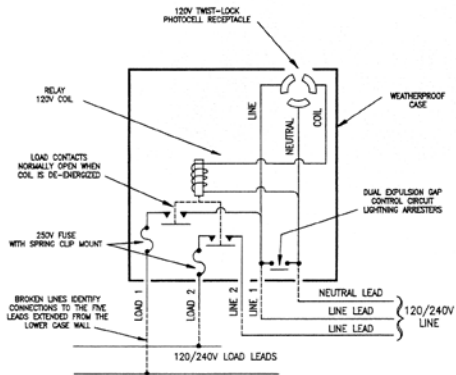 120V TWIST-LOCK
PHOTOCELL RECEPTACLE
RELAY
120V COIL
WEATHERPROOF
CASE
LINE
NEUTRAL
COIL
LOAD CONTACTS
NORMALLY OPEN WHEN
COIL IS DE-ENERGIZED
DUAL EXPULSION GAP
CONTROL CIRCUIT
LIGHTNING ARRESTERS
250V FUSE
WITH SPRING CLIP MOUNT
LOAD 1
LOAD 2
LINE 2
LINE 1
BROKEN LINES IDENTIFY
CONNECTIONS TO THE FIVE
LEADS EXTENDED FROM THE
LOWER CASE WALL
NEUTRAL LEAD
LINE LEAD
LINE LEAD
120/240V
LINE
120/240V LOAD LEADS